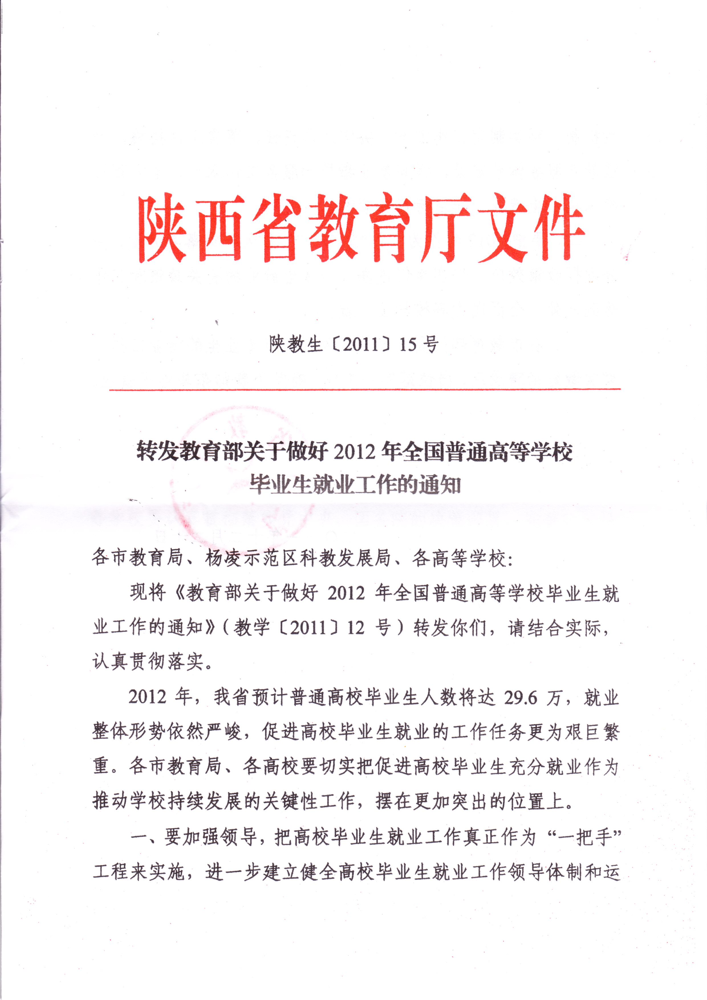 陕西省教育厅文件
陕教生〔2011〕15 号
转发教育部关于做好 2012 年全国普通高等学校
毕业生就业工作的通知
各市教育局、杨凌示范区科教发展局、各高等学校：
现将《教育部关于做好 2012 年全国普通高等学校毕业生就
业工作的通知》（教学〔2011〕12 号）转发你们，请结合实际，
认真贯彻落实。
2012 年，我省预计普通高校毕业生人数将达 29.6 万，就业
整体形势依然严峻，促进高校毕业生就业的工作任务更为艰巨繁
重。各市教育局、各高校要切实把促进高校毕业生充分就业作为
推动学校持续发展的关键性工作，摆在更加突出的位置上。
一、要加强领导，把高校毕业生就业工作真正作为“一把手”
工程来实施，进一步建立健全高校毕业生就业工作领导体制和运